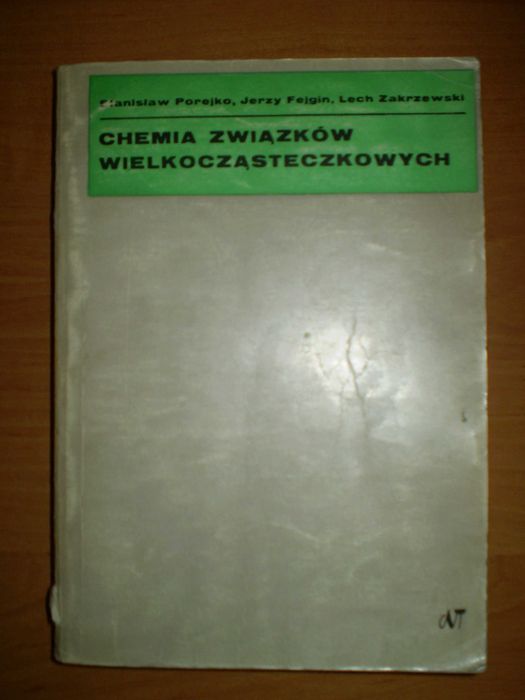 Stanisław Porejko, Jerzy Fejgin, Lech Zakrzewski
CHEMIA ZWIĄZKÓW
WIELKOCZĄSTECZKOWYCH
WNT